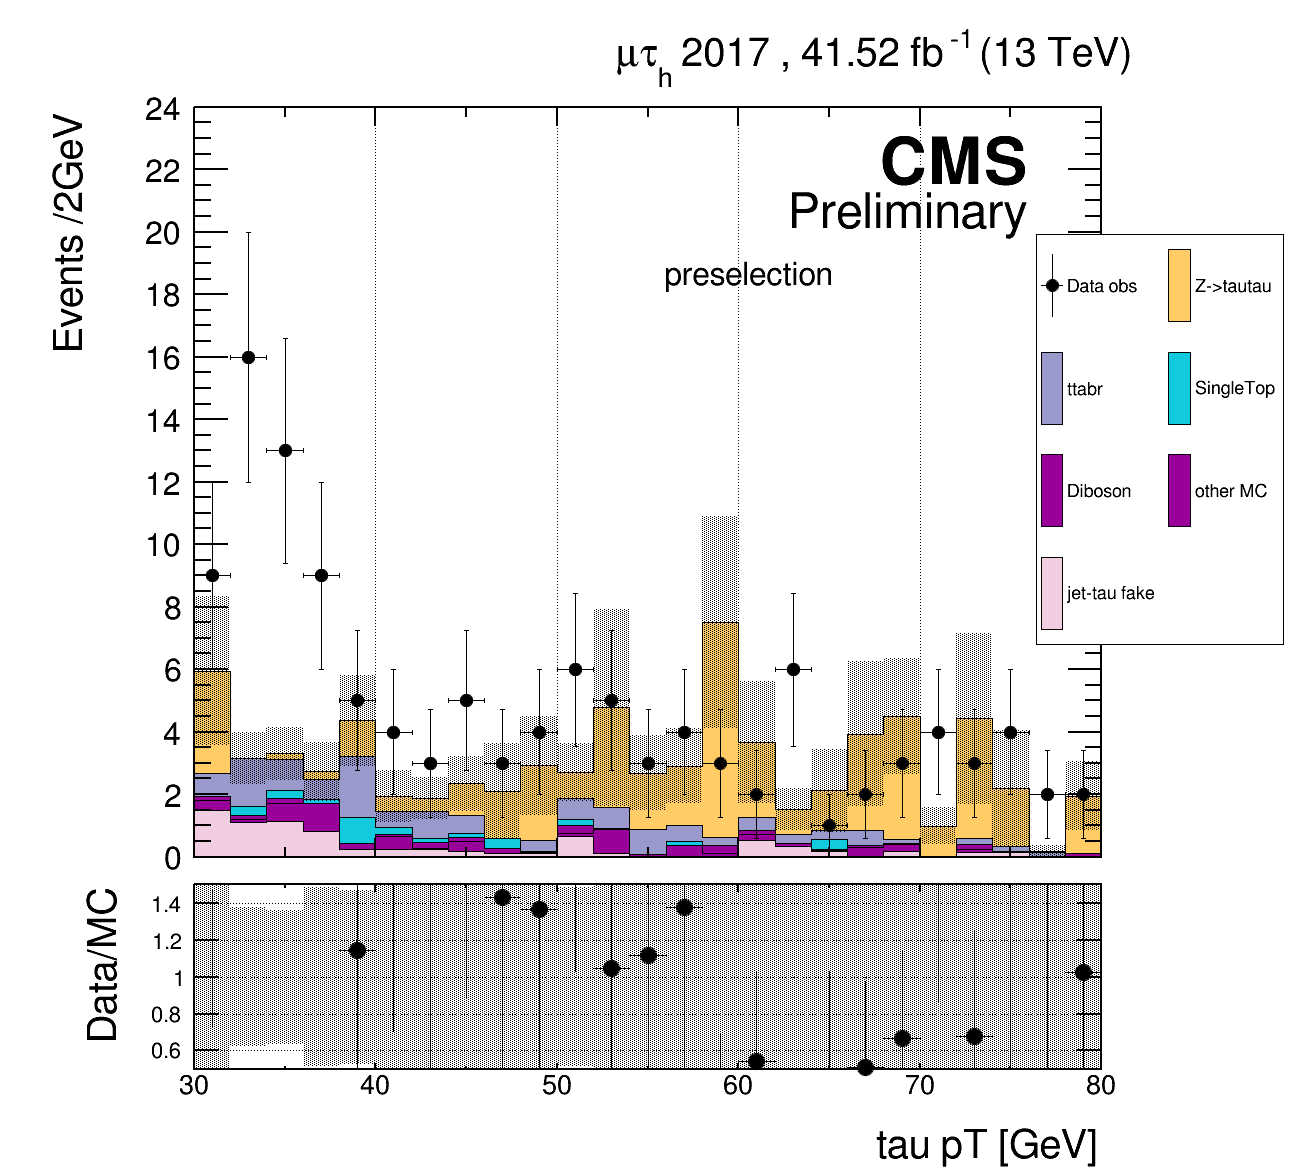 μτh 2017 , 41.52 fb-1 (13 TeV)
Events /2GeV
24
22
20
18
16
14
12
10
8
6
4
2
0
CMS
Preliminary
preselection
Data obs
Z->tautau
ttabr
SingleTop
Diboson
other MC
jet-tau fake
Data/MC
1.4
1.2
1
0.8
0.6
30 40 50 60 70 80
tau pT [GeV]